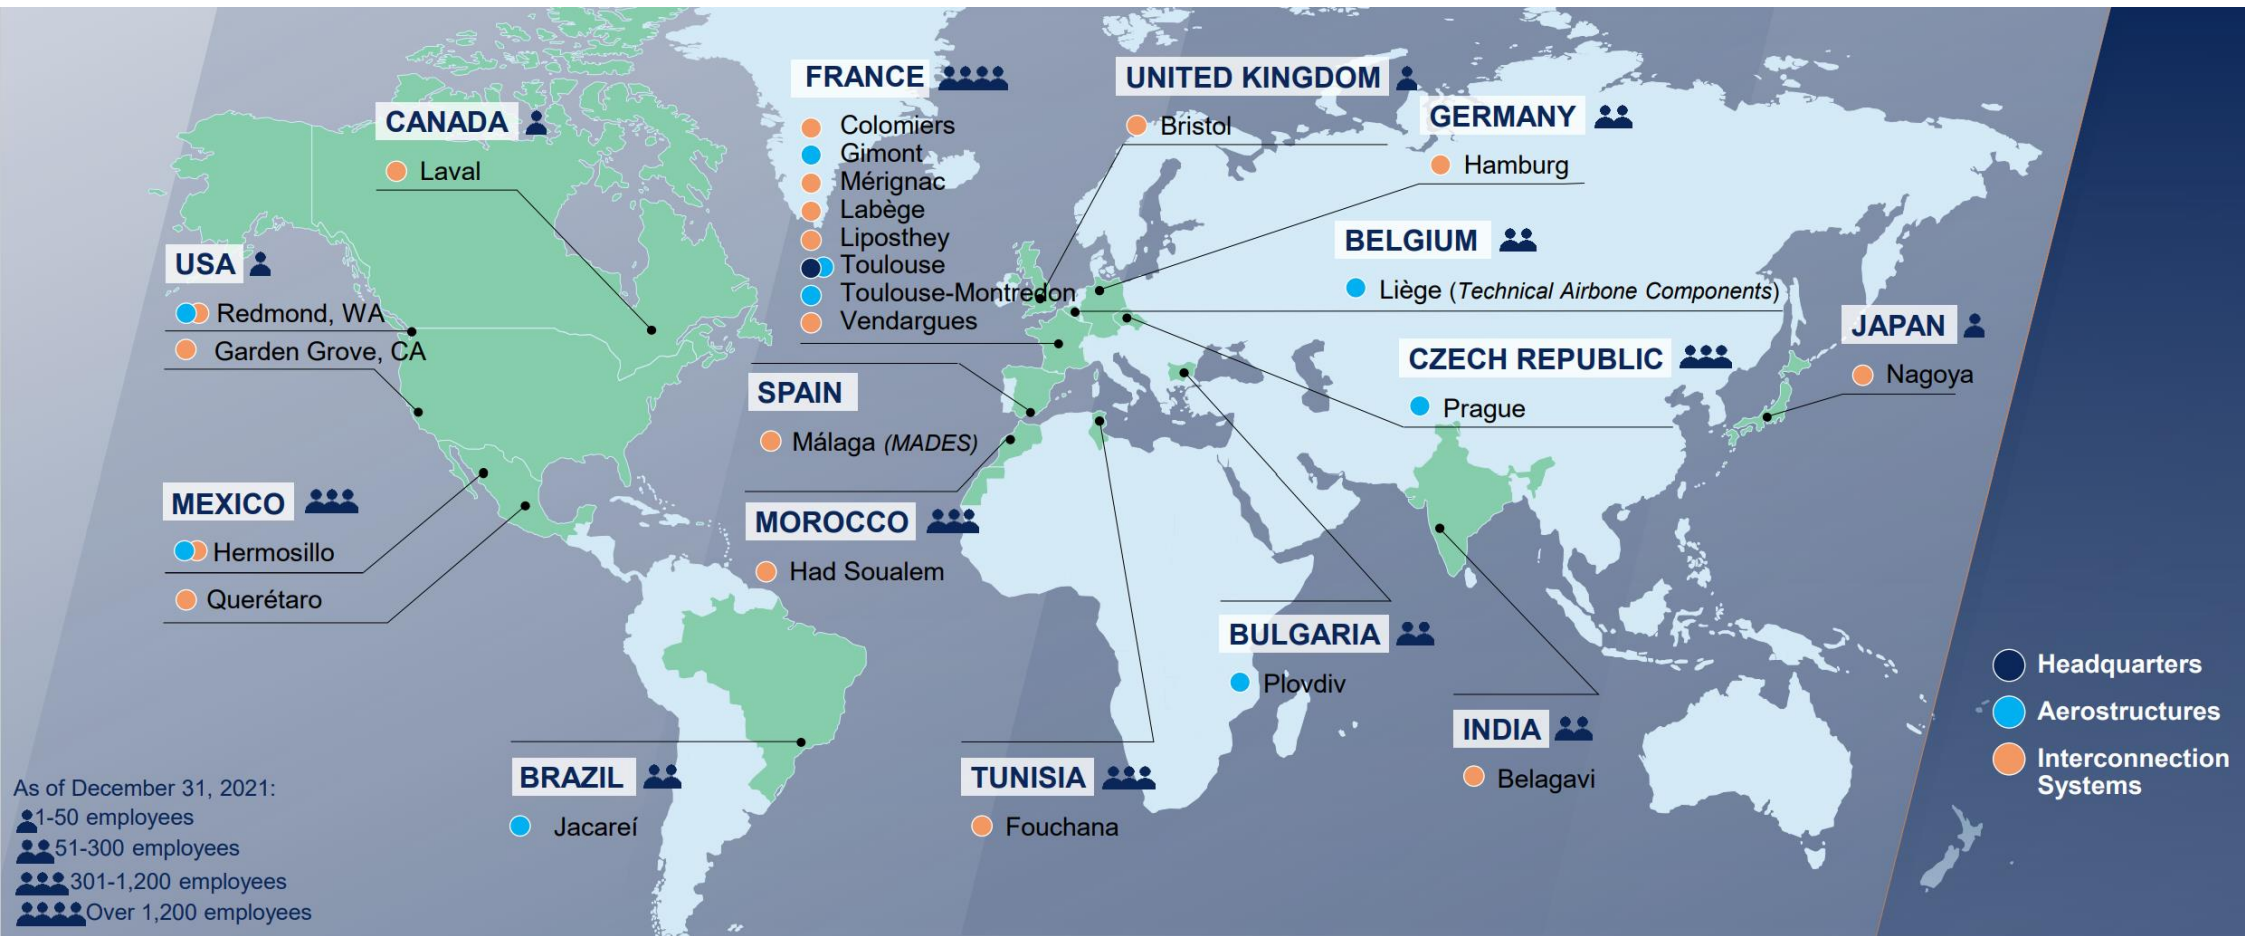 FRANCE
Colomiers
Gimont
Mérignac
Labège
Liposthey
Toulouse
Toulouse-Montredon
Vendargues
UNITED KINGDOM
Bristol
GERMANY
Hamburg
CANADA
Laval
BELGIUM
Liège (Technical Airbone Components)
USA
Redmond, WA
Garden Grove, CA
JAPAN
Nagoya
CZECH REPUBLIC
Prague
SPAIN
Málaga (MADES)
MEXICO
Hermosillo
Querétaro
MOROCCO
Had Soualem
BULGARIA
Plovdiv
INDIA
Belagavi
BRAZIL
Jacareí
TUNISIA
Fouchana
Headquarters
Aerostructures
Interconnection
Systems
As of December 31, 2021:
1-50 employees
51-300 employees
301-1,200 employees
Over 1,200 employees